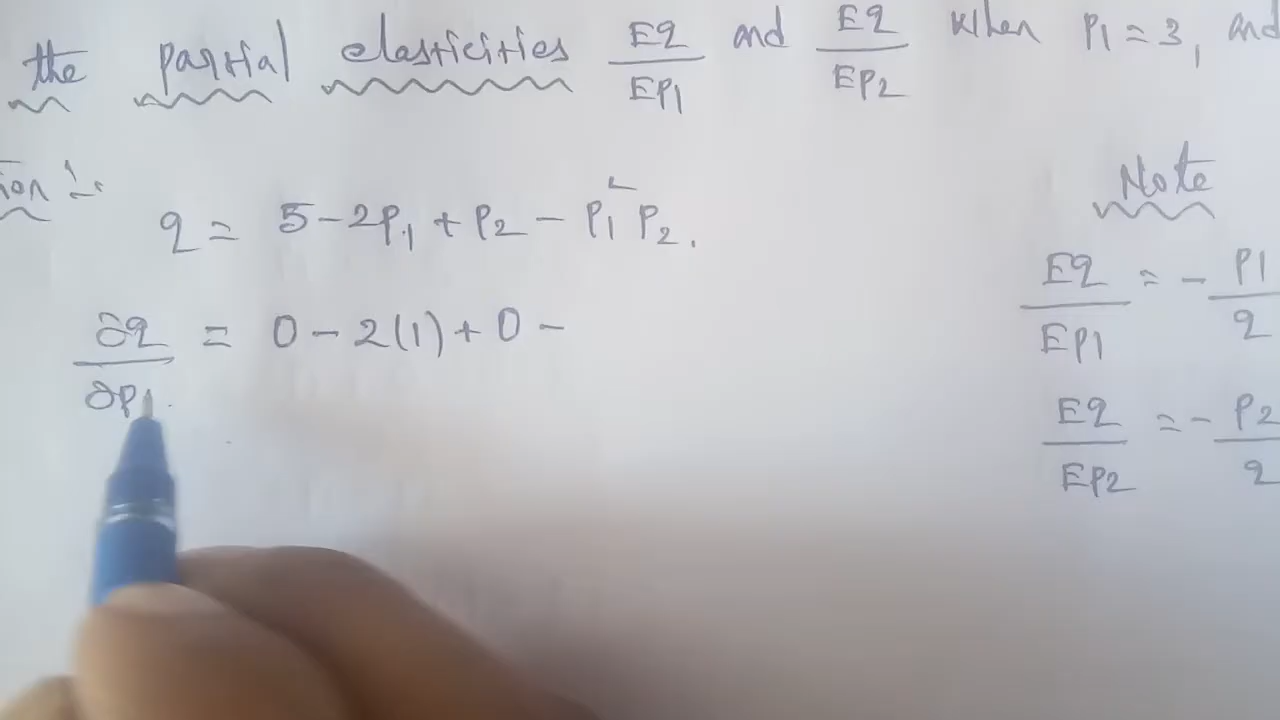 the partial elasticities Eq/Ep1 and Eq/Ep2 when P1 = 3, and
tion :-
Note
q = 5 - 2p1 + p2 - p1² p2.
Eq/Ep1 = - p1/q
∂q/∂p1 = 0 - 2(1) + 0 -
Eq/Ep2 = - p2/q